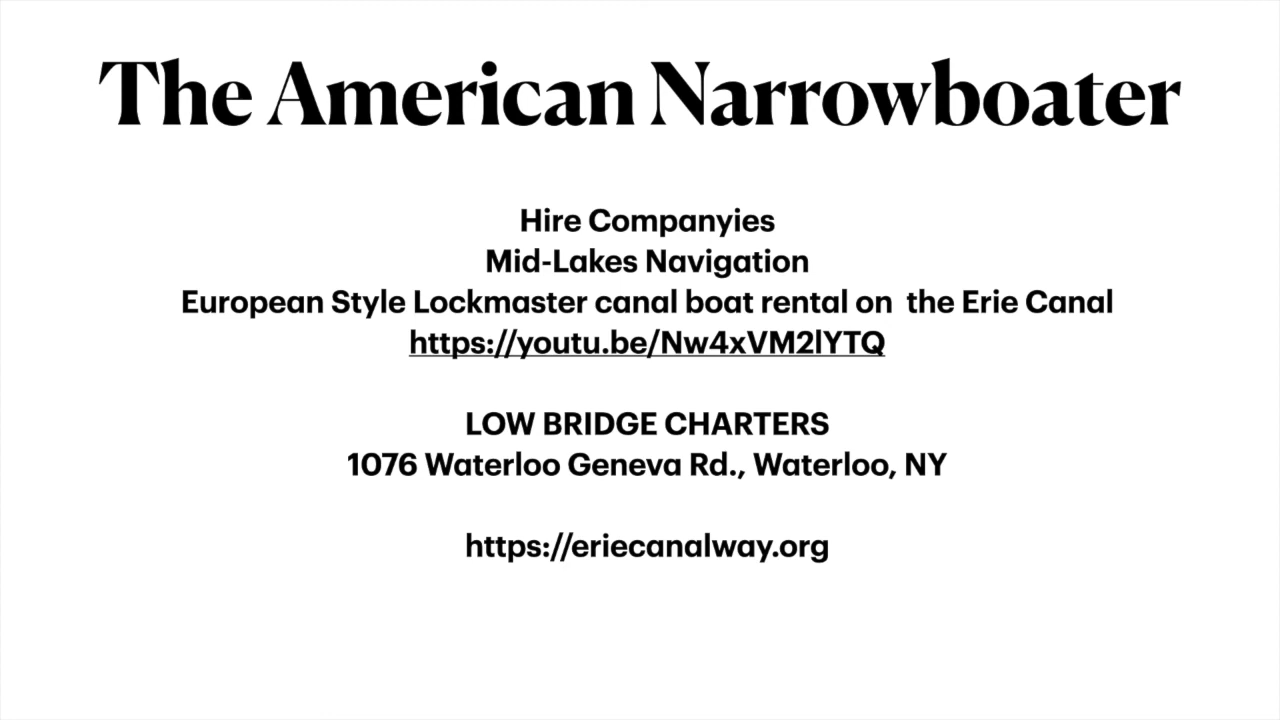 The American Narrowboater
Hire Companyies
Mid-Lakes Navigation
European Style Lockmaster canal boat rental on  the Erie Canal
https://youtu.be/Nw4xVM2lYTQ
LOW BRIDGE CHARTERS
1076 Waterloo Geneva Rd., Waterloo, NY
https://eriecanalway.org